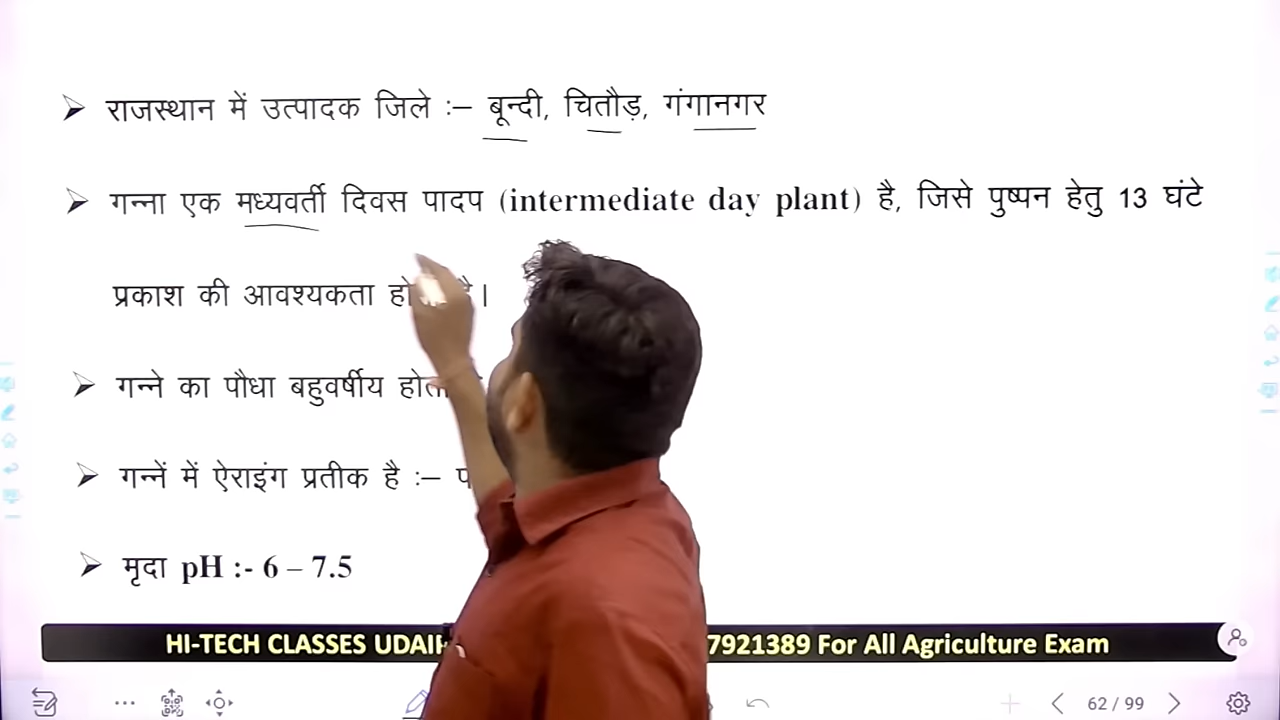 राजस्थान में उत्पादक जिले :– बून्दी, चितौड़, गंगानगर
गन्ना एक मध्यवर्ती दिवस पादप (intermediate day plant) है, जिसे पुष्पन हेतु 13 घंटे
प्रकाश की आवश्यकता है।
गन्ने का पौधा बहुवर्षीय
गन्नें में ऐराइंग प्रतीक है :–
मृदा pH :- 6 – 7.5
HI-TECH CLASSES 7921389 For All Agriculture Exam
62 / 99